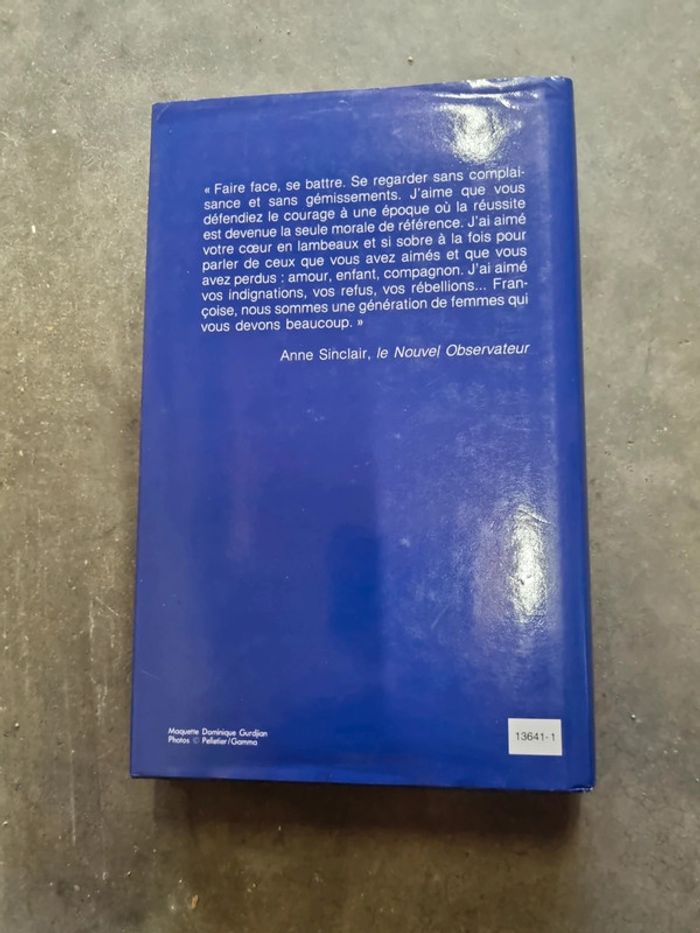 « Faire face, se battre. Se regarder sans complai-
sance et sans gémissements. J'aime que vous
défendiez le courage à une époque où la réussite
est devenue la seule morale de référence. J'ai aimé
votre cœur en lambeaux et si sobre à la fois pour
parler de ceux que vous avez aimés et que vous
avez perdus : amour, enfant, compagnon. J'ai aimé
vos indignations, vos refus, vos rébellions... Fran-
çoise, nous sommes une génération de femmes qui
vous devons beaucoup. »
Anne Sinclair, le Nouvel Observateur
Maquette Dominique Gurdjian
Photos © Pelletier/Gamma
13641-1